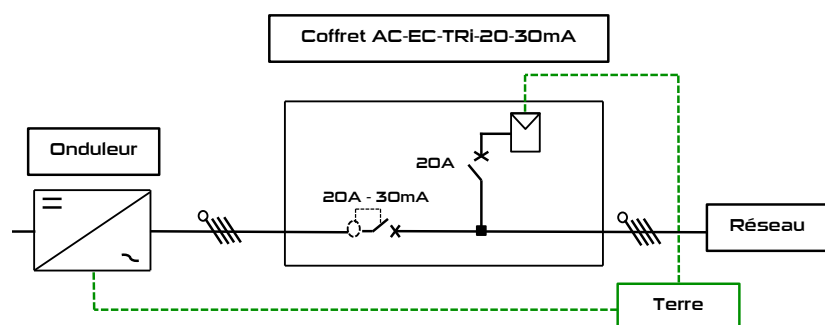 Coffret AC-EC-TRi-20-30mA
Onduleur
20A
20A - 30mA
Réseau
Terre